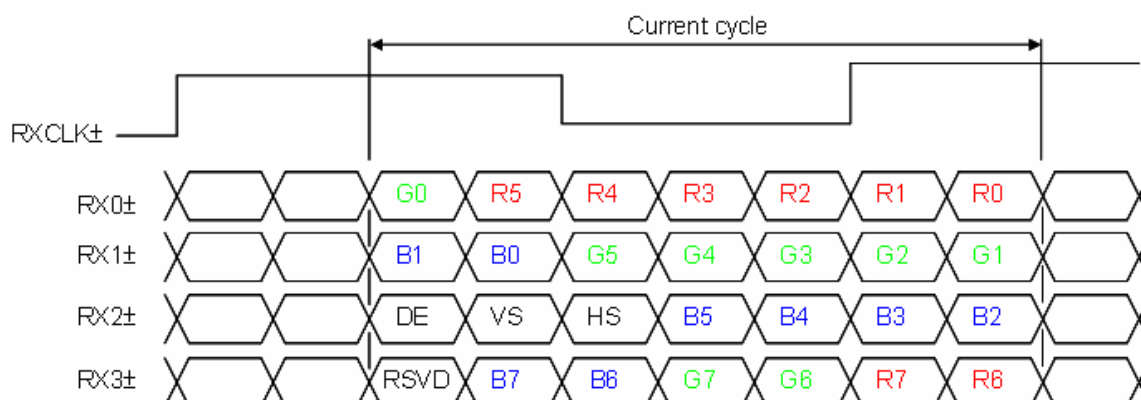 Current cycle
RXCLK±
RX0± G0 R5 R4 R3 R2 R1 R0
RX1± B1 B0 G5 G4 G3 G2 G1
RX2± DE VS HS B5 B4 B3 B2
RX3± RSVD B7 B6 G7 G6 R7 R6